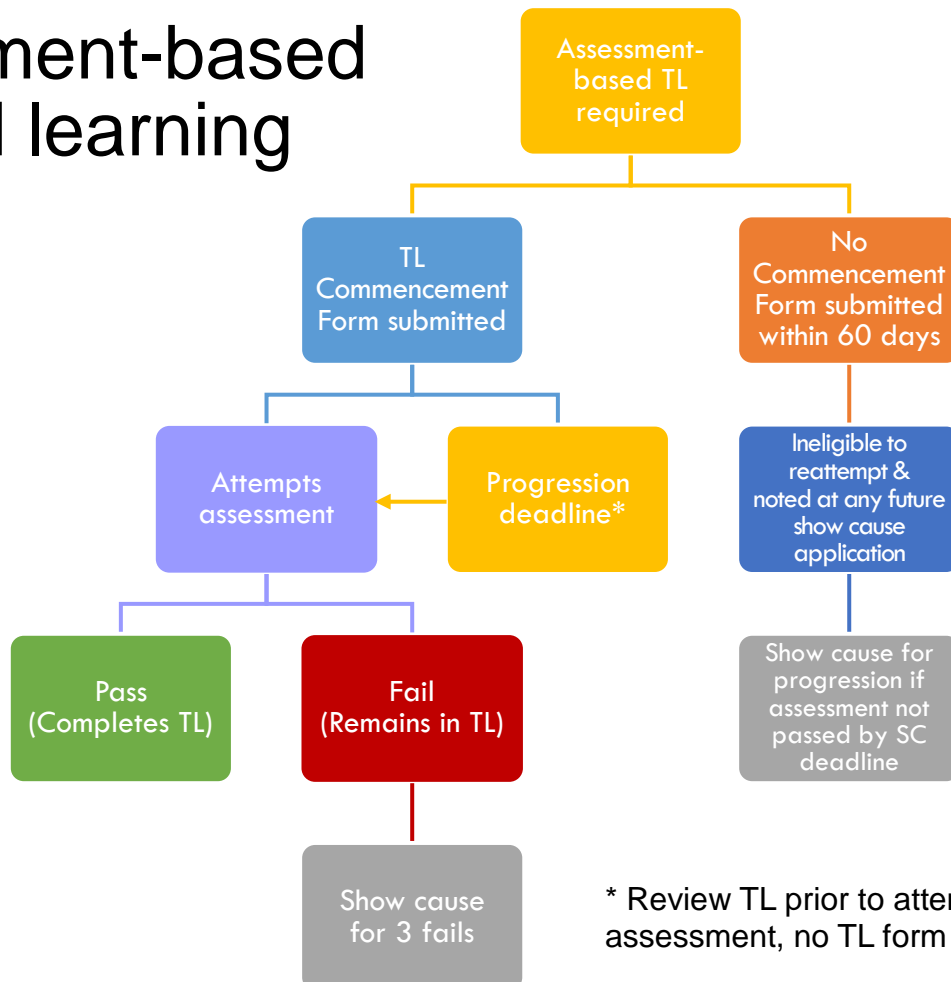 ment-based
learning
Assessment-
based TL
required
TL
Commencement
Form submitted
No
Commencement
Form submitted
within 60 days
Attempts
assessment
Progression
deadline*
Ineligible to
reattempt &
noted at any future
show cause
application
Pass
(Completes TL)
Fail
(Remains in TL)
Show cause for
progression if
assessment not
passed by SC
deadline
Show cause
for 3 fails
* Review TL prior to
assessment, no TL form